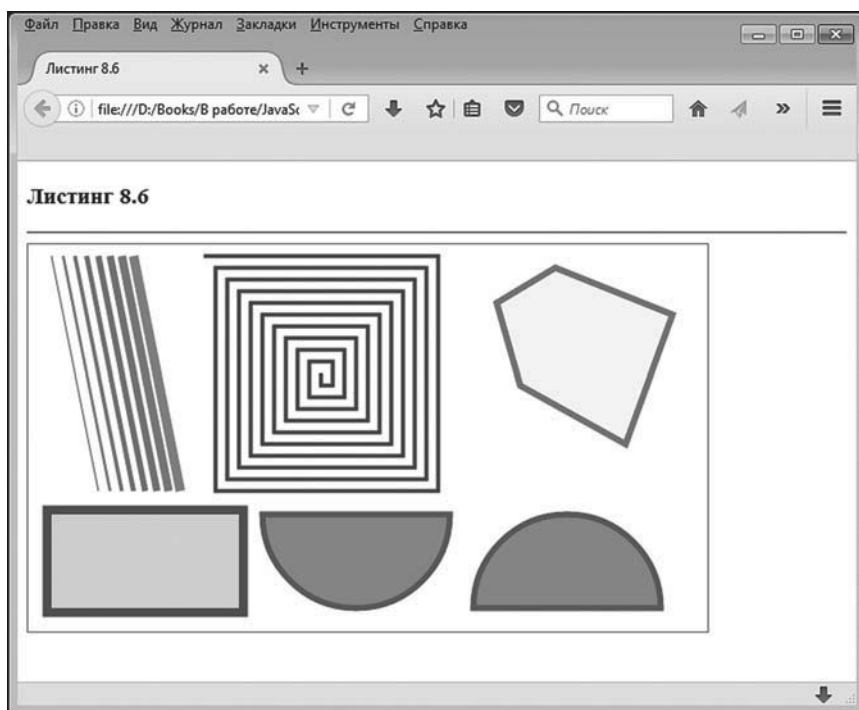 Файл Правка Вид Журнал Закладки Инструменты Справка
Листинг 8.6
file:///D:/Books/В работе/JavaSc
Поиск
Листинг 8.6